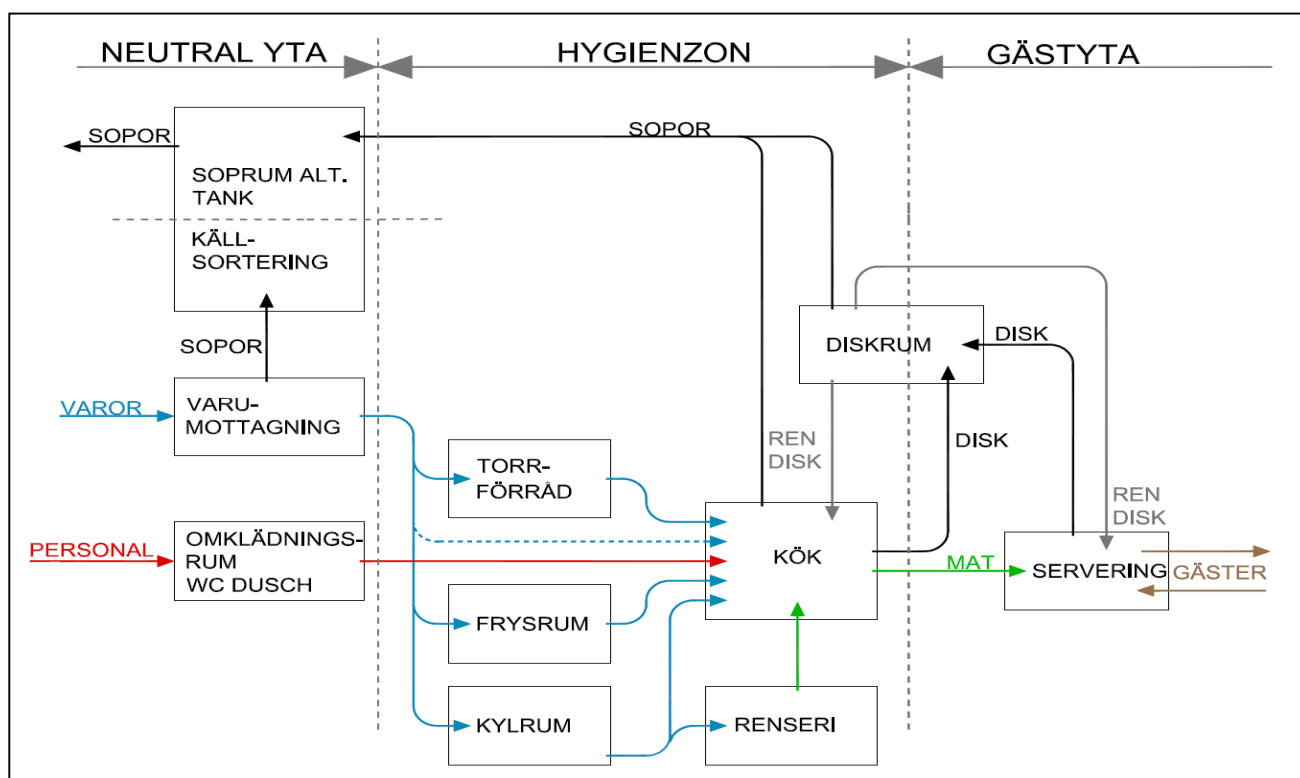 NEUTRAL YTA
HYGIENZON
GÄSTYTA
SOPOR
SOPOR
SOPRUM ALT.
TANK
KÄLL-
SORTERING
SOPOR
DISKRUM
DISK
VAROR
VARU-
MOTTAGNING
REN
DISK
DISK
TORR-
FÖRRÅD
REN
DISK
PERSONAL
OMKLÄDNINGS-
RUM
WC DUSCH
KÖK
MAT
SERVERING
GÄSTER
FRYSRUM
KYLRUM
RENSERI